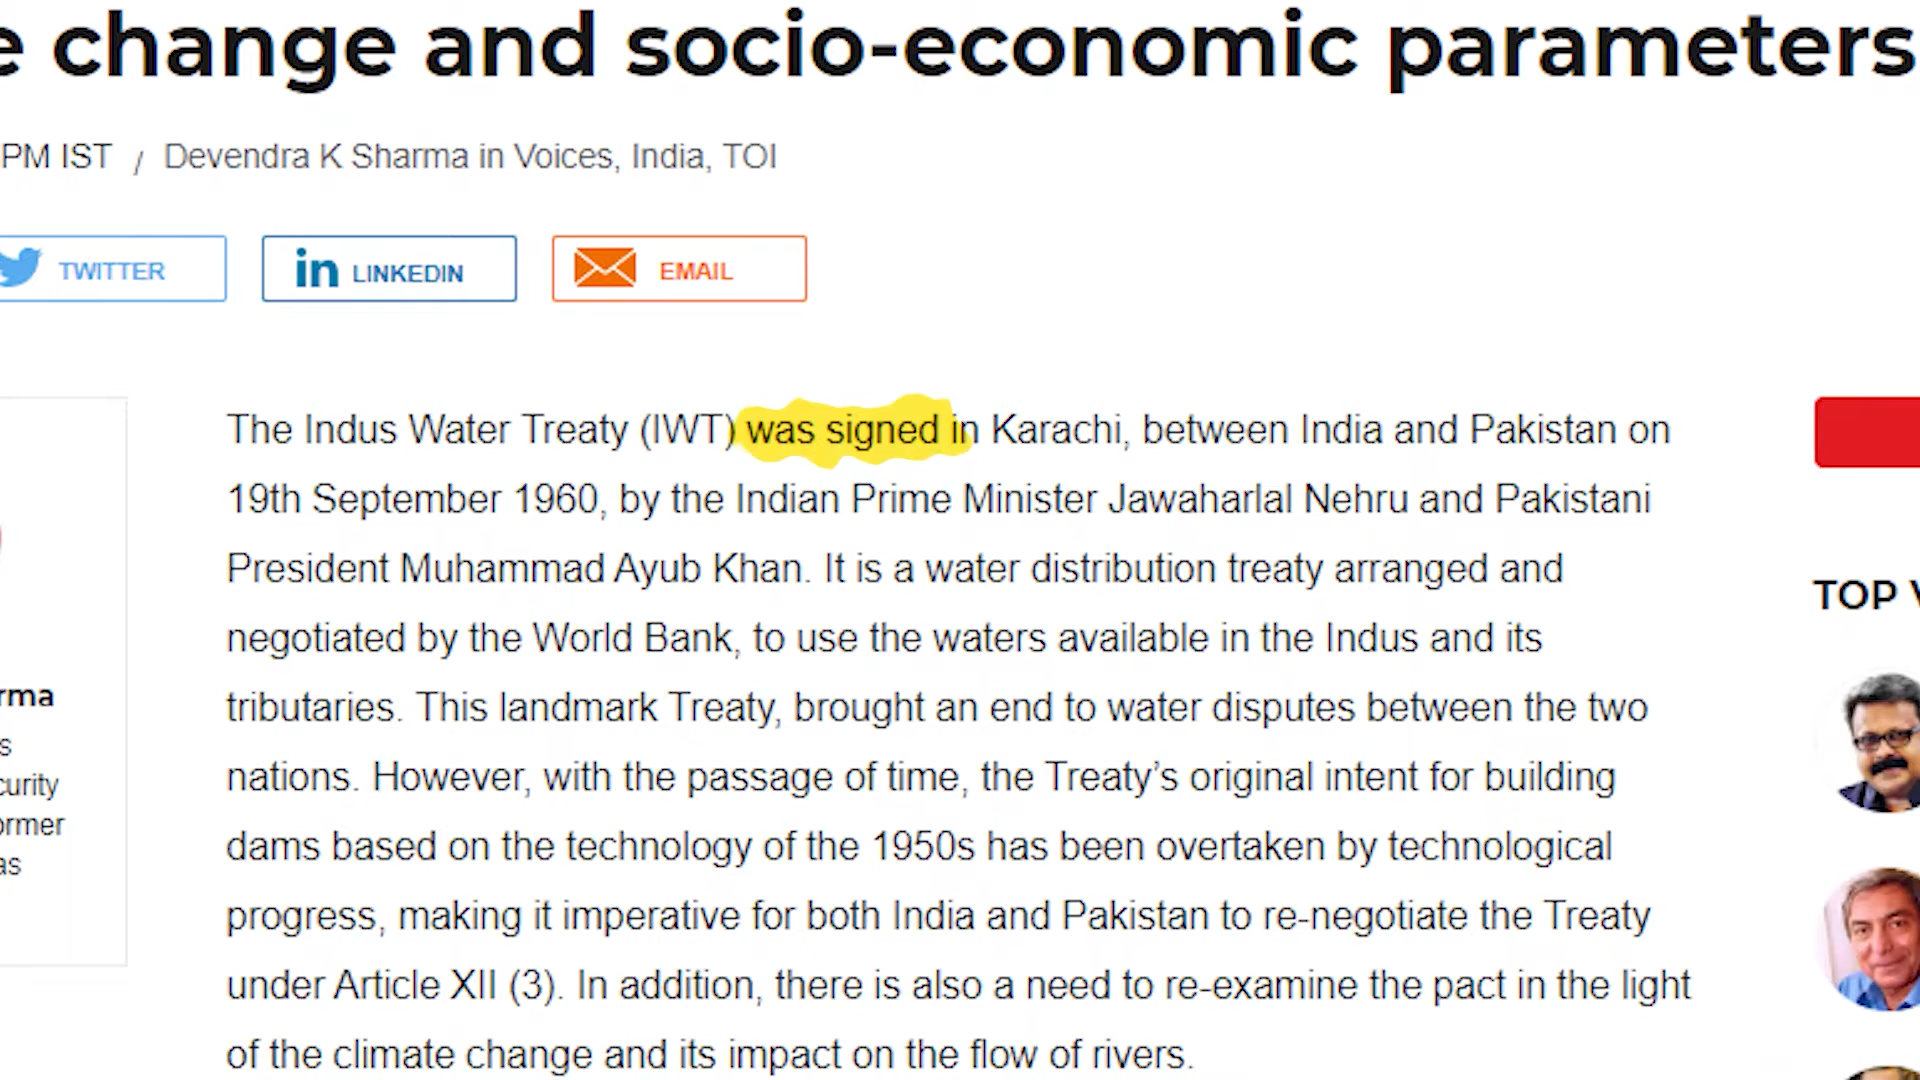 e change and socio-economic parameters
PM IST / Devendra K Sharma in Voices, India, TOI
TWITTER
in LINKEDIN
EMAIL
The Indus Water Treaty (IWT) was signed in Karachi, between India and Pakistan on
19th September 1960, by the Indian Prime Minister Jawaharlal Nehru and Pakistani
President Muhammad Ayub Khan. It is a water distribution treaty arranged and
negotiated by the World Bank, to use the waters available in the Indus and its
tributaries. This landmark Treaty, brought an end to water disputes between the two
nations. However, with the passage of time, the Treaty’s original intent for building
dams based on the technology of the 1950s has been overtaken by technological
progress, making it imperative for both India and Pakistan to re-negotiate the Treaty
under Article XII (3). In addition, there is also a need to re-examine the pact in the light
of the climate change and its impact on the flow of rivers.
rma
s
curity
ormer
as
TOP V